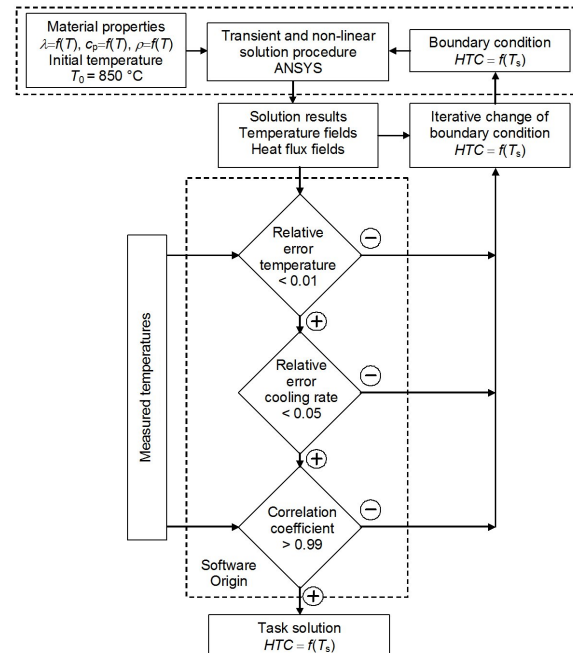 Material properties
λ=f(T), cp=f(T), ρ=f(T)
Initial temperature
T0 = 850 °C
Transient and non-linear
solution procedure
ANSYS
Boundary condition
HTC = f(Ts)
Solution results
Temperature fields
Heat flux fields
Iterative change of
boundary condition
HTC = f(Ts)
Measured temperatures
Relative
error
temperature
< 0.01
−
+
Relative
error
cooling rate
< 0.05
−
+
Correlation
coefficient
> 0.99
−
+
Software
Origin
Task solution
HTC = f(Ts)